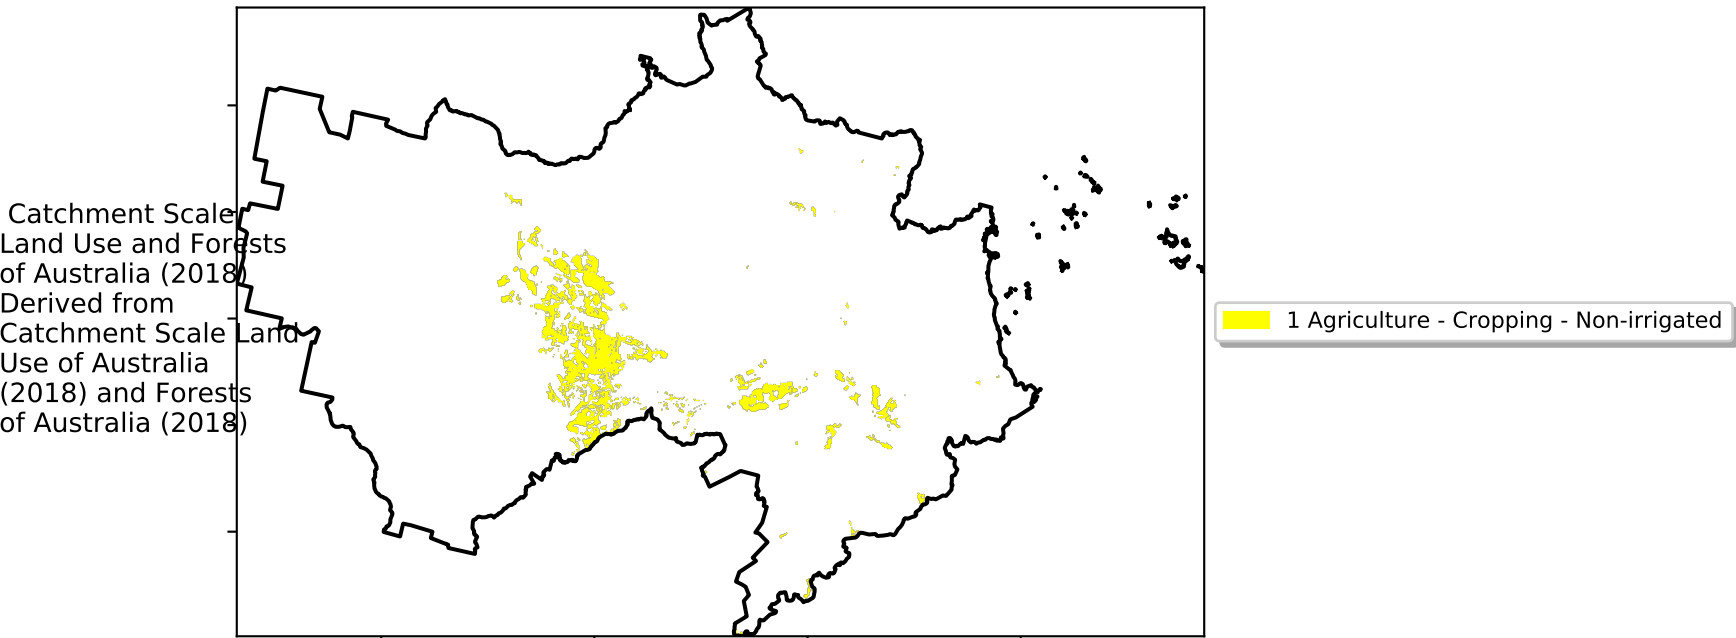 Catchment Scale
Land Use and Forests
of Australia (2018)
Derived from
Catchment Scale Land
Use of Australia
(2018) and Forests
of Australia (2018)
1 Agriculture - Cropping - Non-irrigated